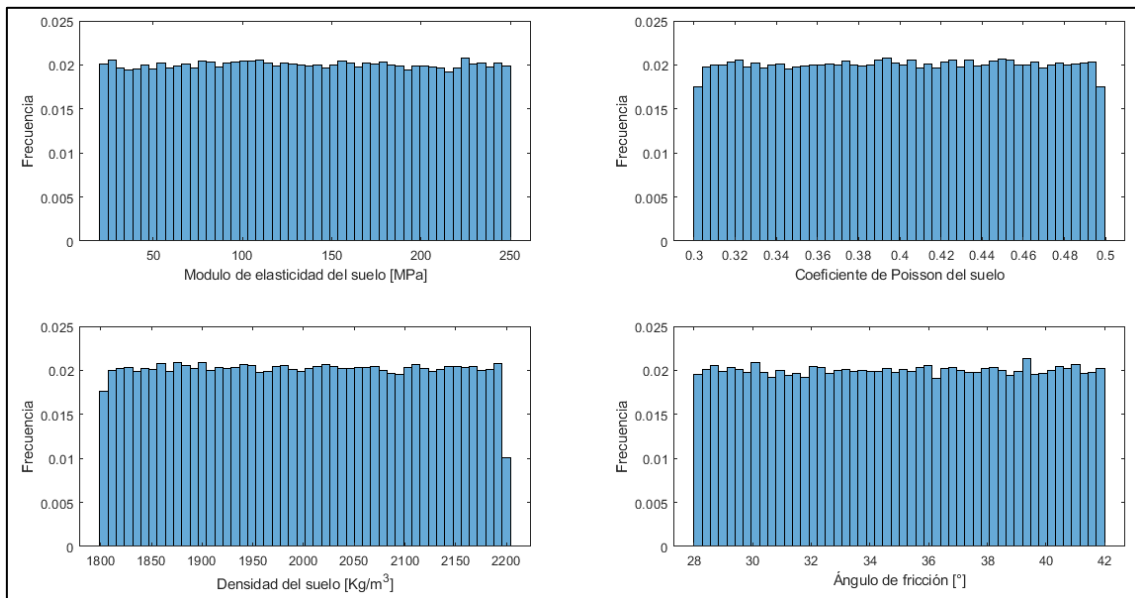 0.025
0.02
0.015
0.01
0.005
0
Frecuencia
50 100 150 200 250
Modulo de elasticidad del suelo [MPa]
0.025
0.02
0.015
0.01
0.005
0
Frecuencia
0.3 0.32 0.34 0.36 0.38 0.4 0.42 0.44 0.46 0.48 0.5
Coeficiente de Poisson del suelo
0.025
0.02
0.015
0.01
0.005
0
Frecuencia
1800 1850 1900 1950 2000 2050 2100 2150 2200
Densidad del suelo [Kg/m³]
0.025
0.02
0.015
0.01
0.005
0
Frecuencia
28 30 32 34 36 38 40 42
Ángulo de fricción [°]